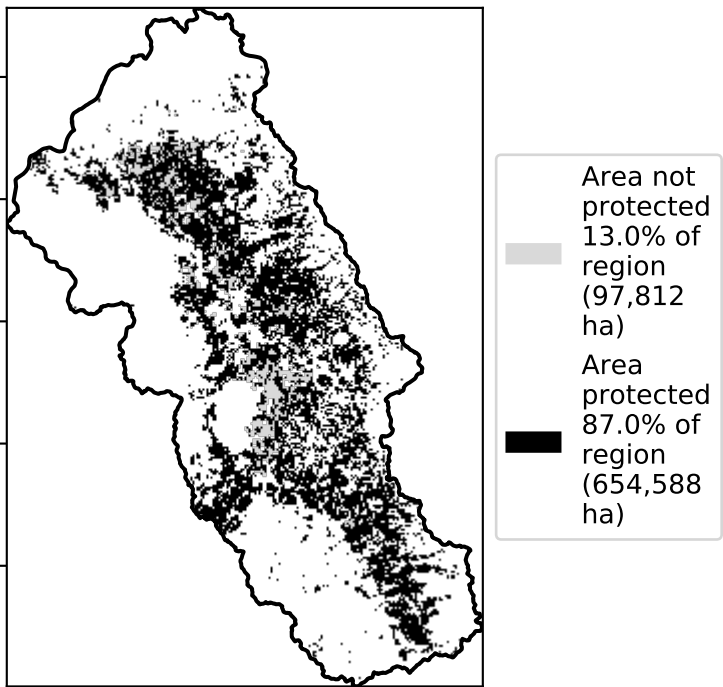 Area not
protected
13.0% of
region
(97,812
ha)
Area
protected
87.0% of
region
(654,588
ha)